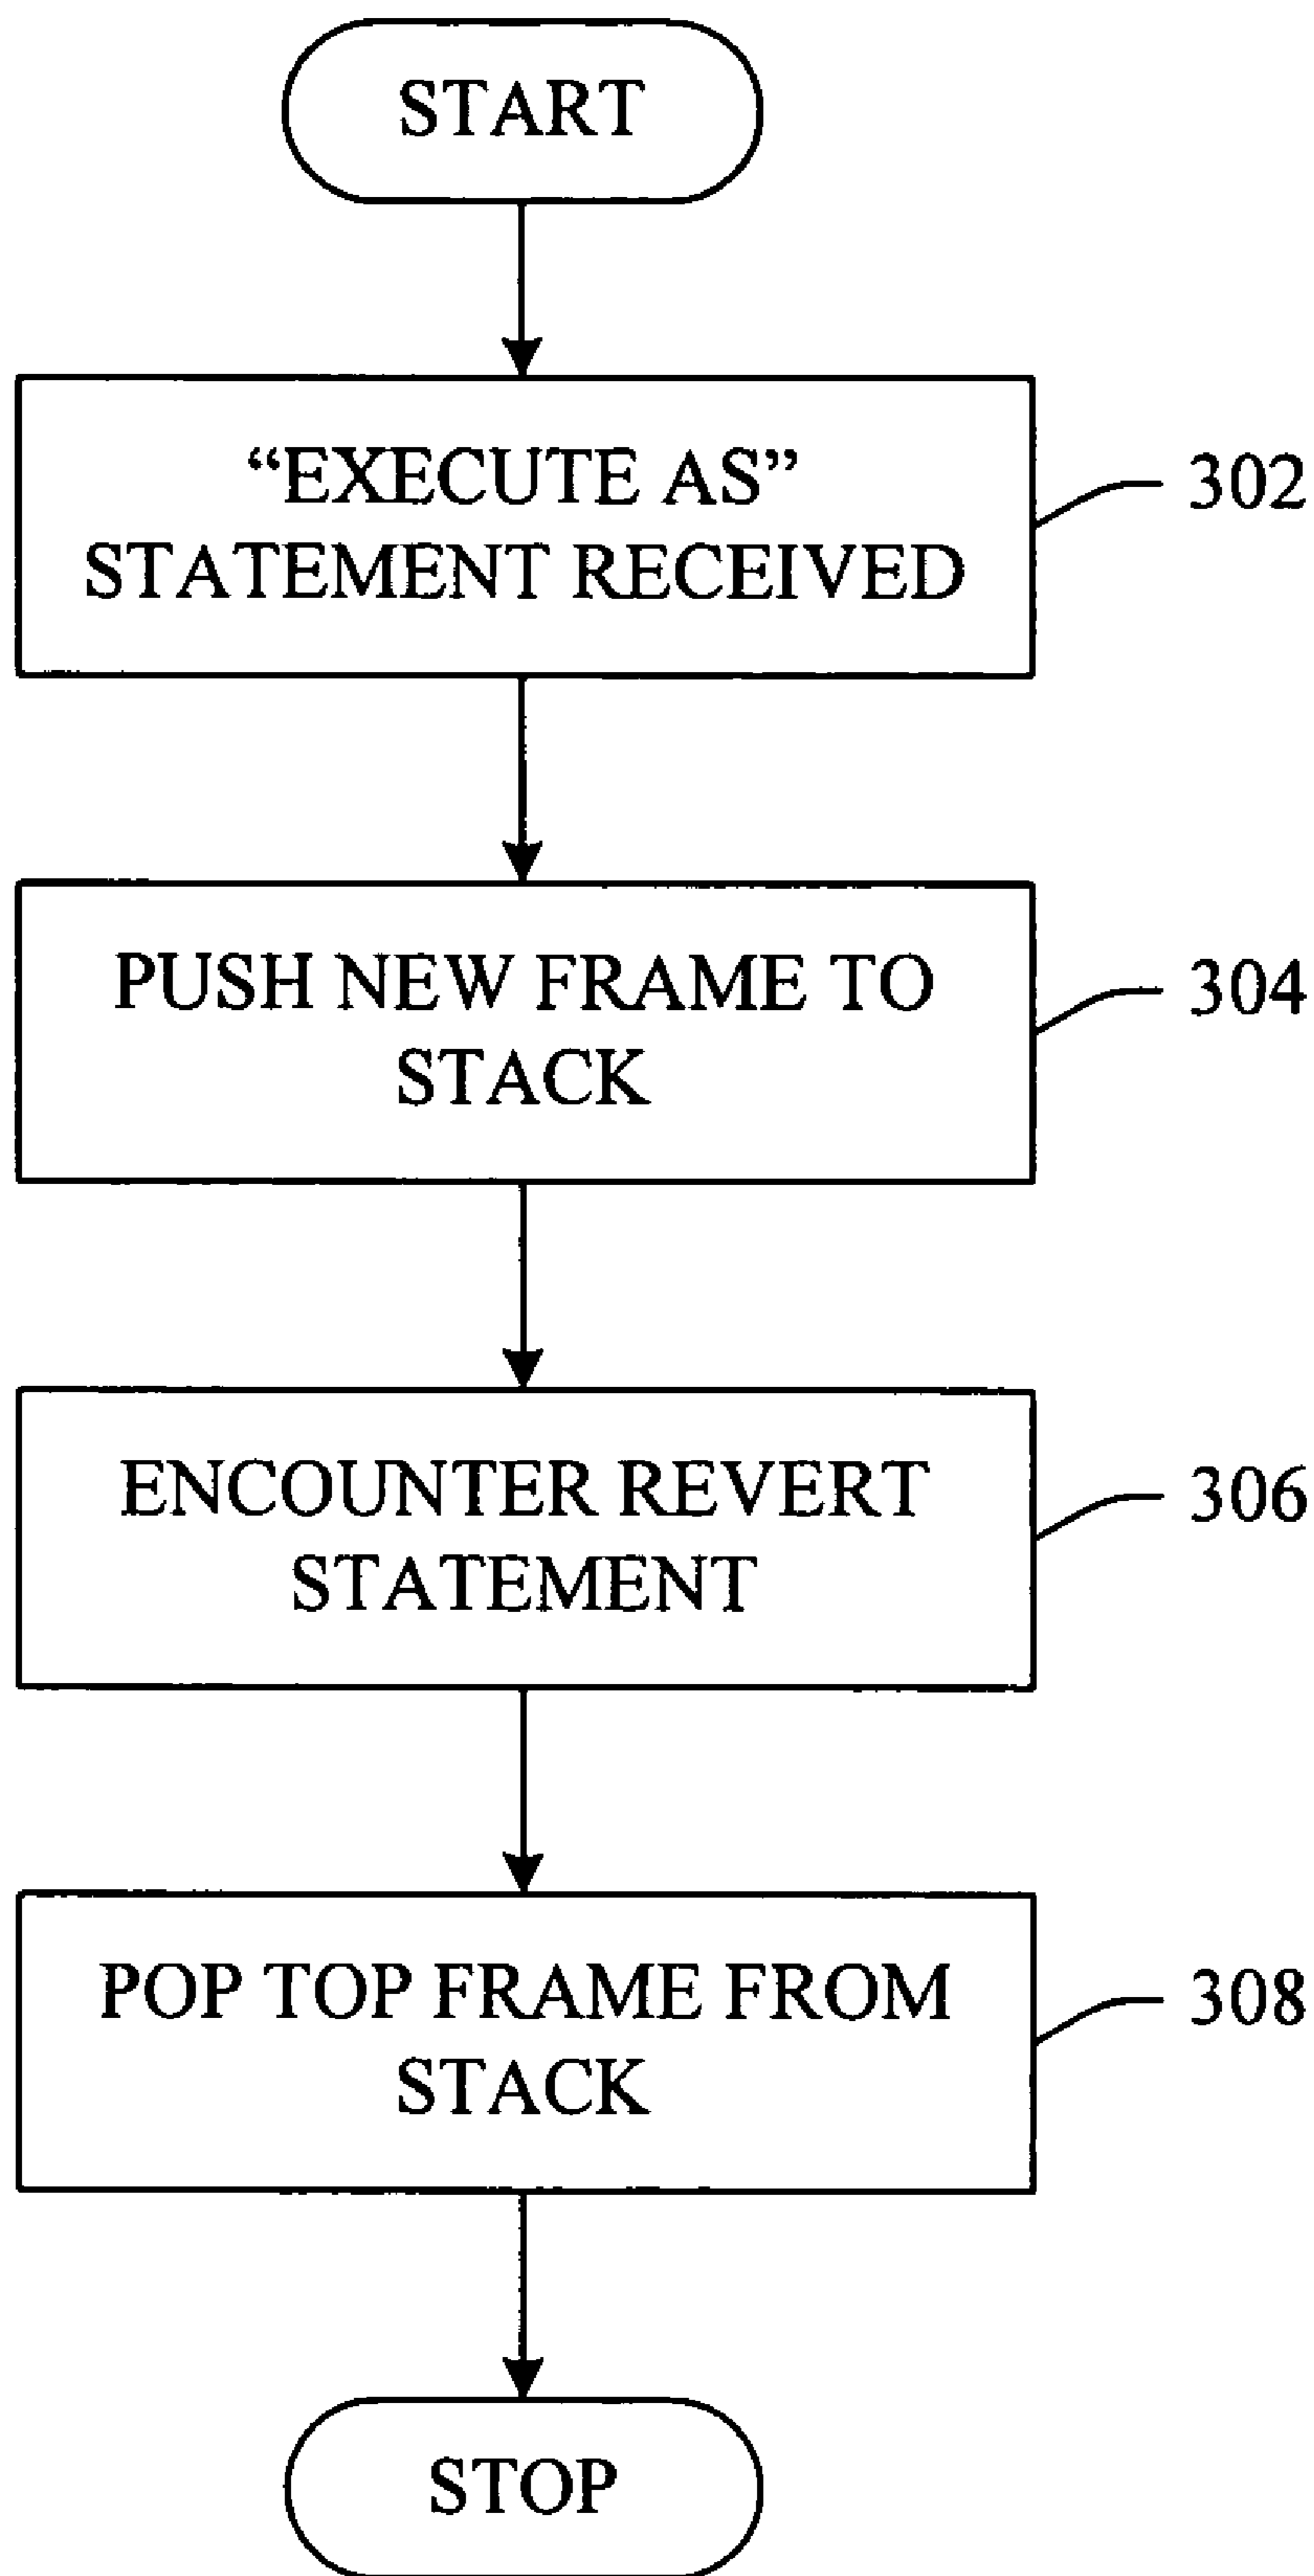 START
“EXECUTE AS”
STATEMENT RECEIVED
302
PUSH NEW FRAME TO
STACK
304
ENCOUNTER REVERT
STATEMENT
306
POP TOP FRAME FROM
STACK
308
STOP